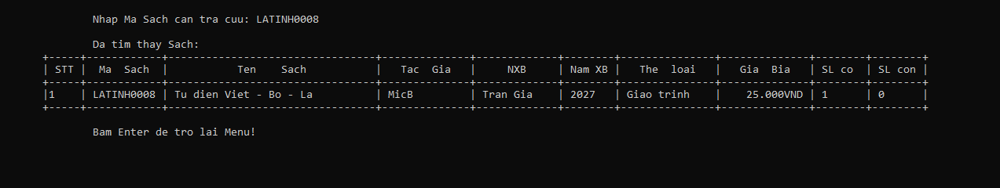 Nhap Ma Sach can tra cuu: LATINH0008
Da tim thay Sach:
+-----+------------+---------------------------------+--------------+-------------+--------+---------------+--------------+--------+--------+
| STT |  Ma  Sach  |           Ten    Sach           |   Tac  Gia   |     NXB     | Nam XB |   The  loai   |   Gia  Bia   | SL co  | SL con |
+-----+------------+---------------------------------+--------------+-------------+--------+---------------+--------------+--------+--------+
|1    | LATINH0008 | Tu dien Viet - Bo - La          | MicB         | Tran Gia    | 2027   | Giao trinh    |    25.000VND | 1      | 0      |
+-----+------------+---------------------------------+--------------+-------------+--------+---------------+--------------+--------+--------+
Bam Enter de tro lai Menu!